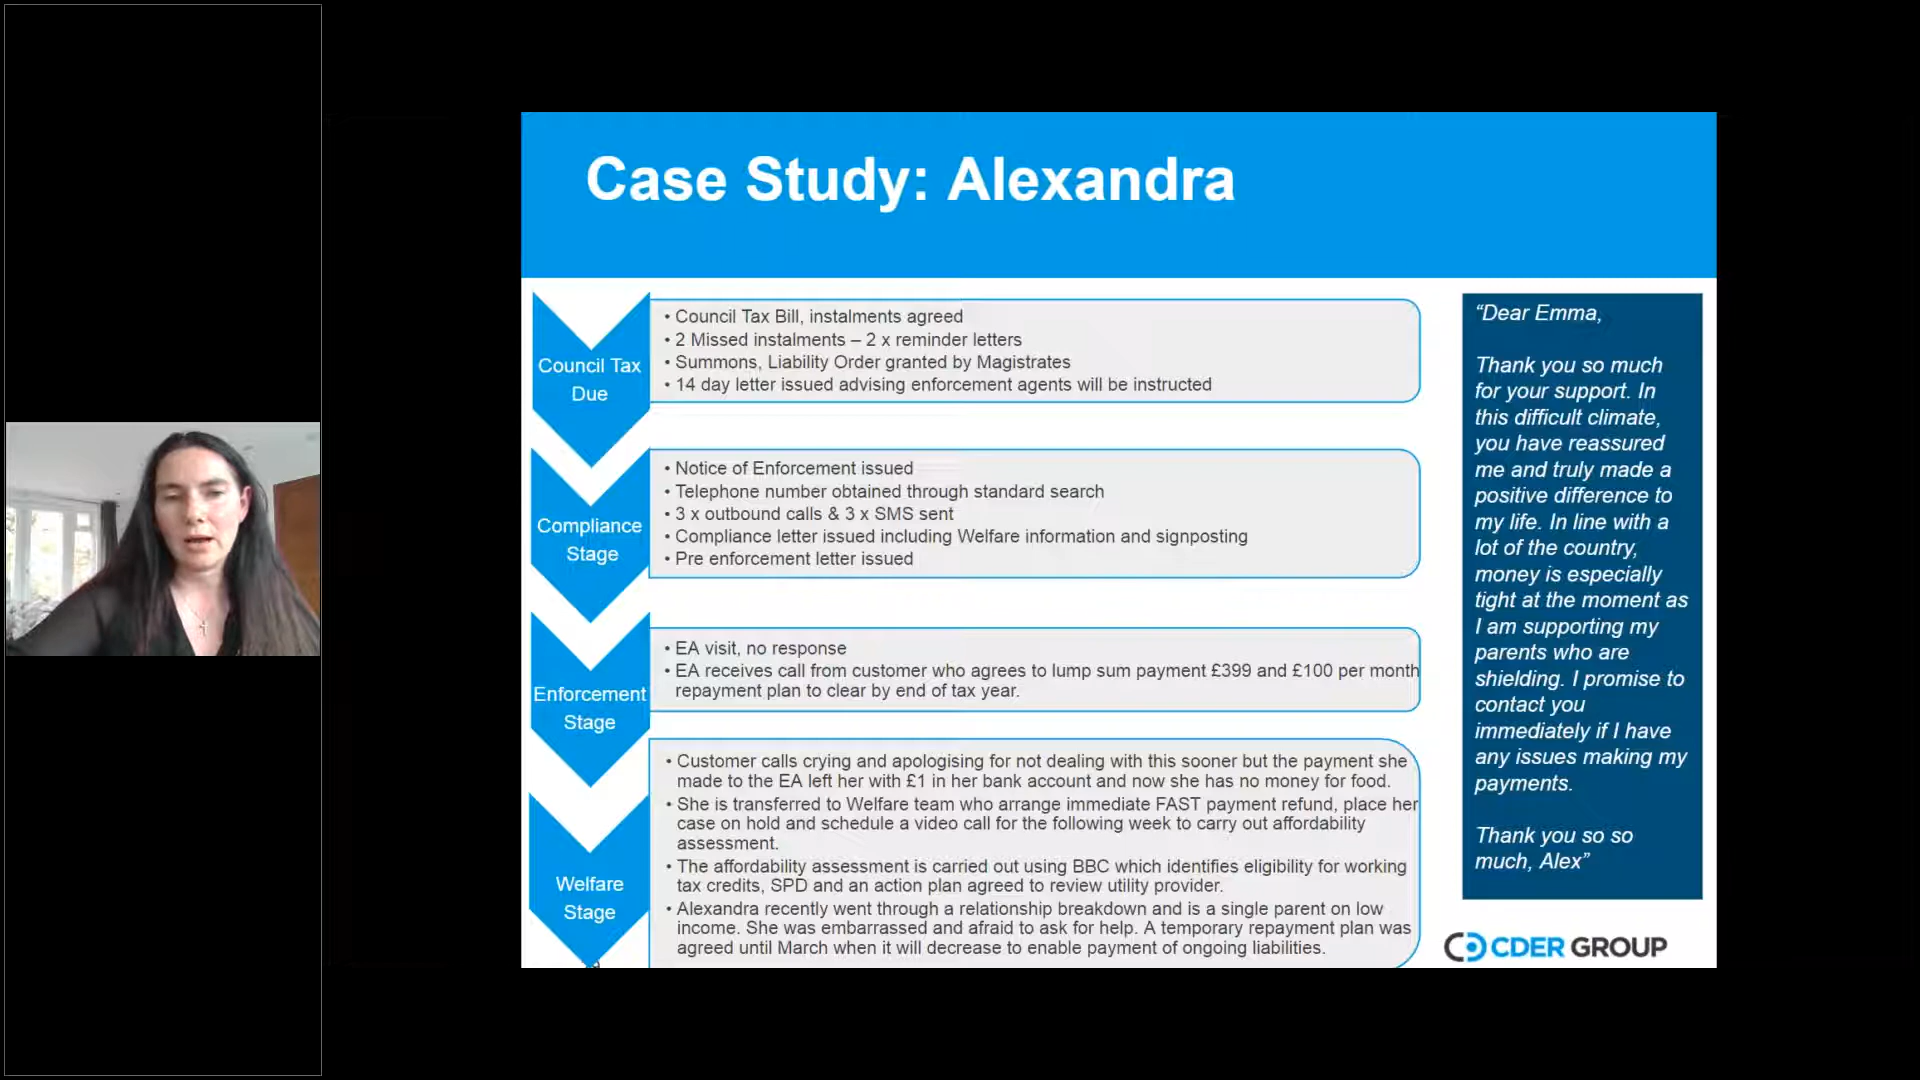 Case Study: Alexandra
Council Tax
Due
• Council Tax Bill, instalments agreed
• 2 Missed instalments – 2 x reminder letters
• Summons, Liability Order granted by Magistrates
• 14 day letter issued advising enforcement agents will be instructed
Compliance
Stage
• Notice of Enforcement issued
• Telephone number obtained through standard search
• 3 x outbound calls & 3 x SMS sent
• Compliance letter issued including Welfare information and signposting
• Pre enforcement letter issued
Enforcement
Stage
• EA visit, no response
• EA receives call from customer who agrees to lump sum payment £399 and £100 per month
repayment plan to clear by end of tax year.
Welfare
Stage
• Customer calls crying and apologising for not dealing with this sooner but the payment she
made to the EA left her with £1 in her bank account and now she has no money for food.
• She is transferred to Welfare team who arrange immediate FAST payment refund, place her
case on hold and schedule a video call for the following week to carry out affordability
assessment.
• The affordability assessment is carried out using BBC which identifies eligibility for working
tax credits, SPD and an action plan agreed to review utility provider.
• Alexandra recently went through a relationship breakdown and is a single parent on low
income. She was embarrassed and afraid to ask for help. A temporary repayment plan was
agreed until March when it will decrease to enable payment of ongoing liabilities.
“Dear Emma,
Thank you so much
for your support. In
this difficult climate,
you have reassured
me and truly made a
positive difference to
my life. In line with a
lot of the country,
money is especially
tight at the moment as
I am supporting my
parents who are
shielding. I promise to
contact you
immediately if I have
any issues making my
payments.
Thank you so so
much, Alex”
CDER GROUP